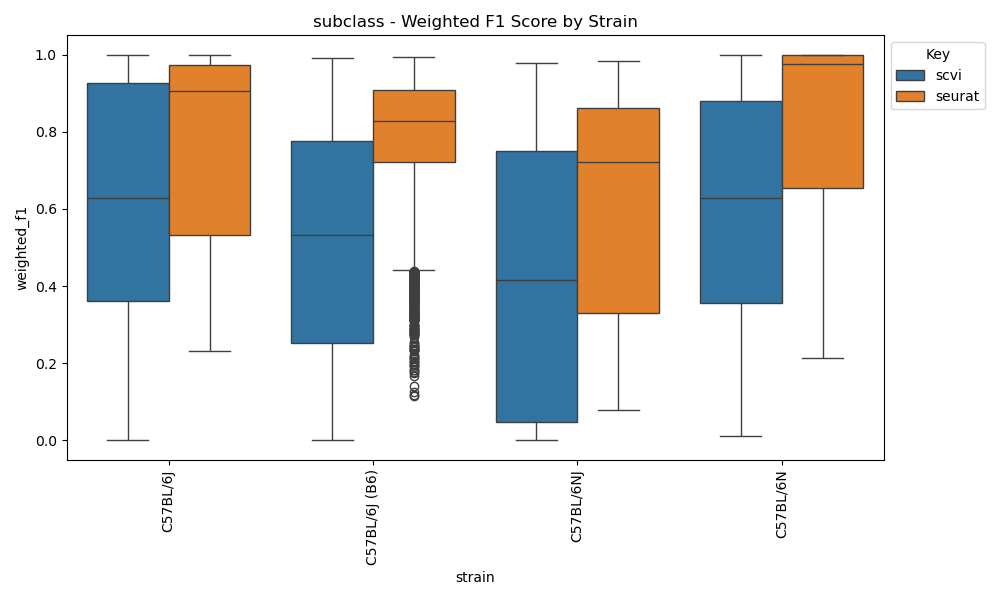 subclass - Weighted F1 Score by Strain
Key
scvi
seurat
weighted_f1
1.0
0.8
0.6
0.4
0.2
0.0
C57BL/6J
C57BL/6J (B6)
C57BL/6NJ
C57BL/6N
strain